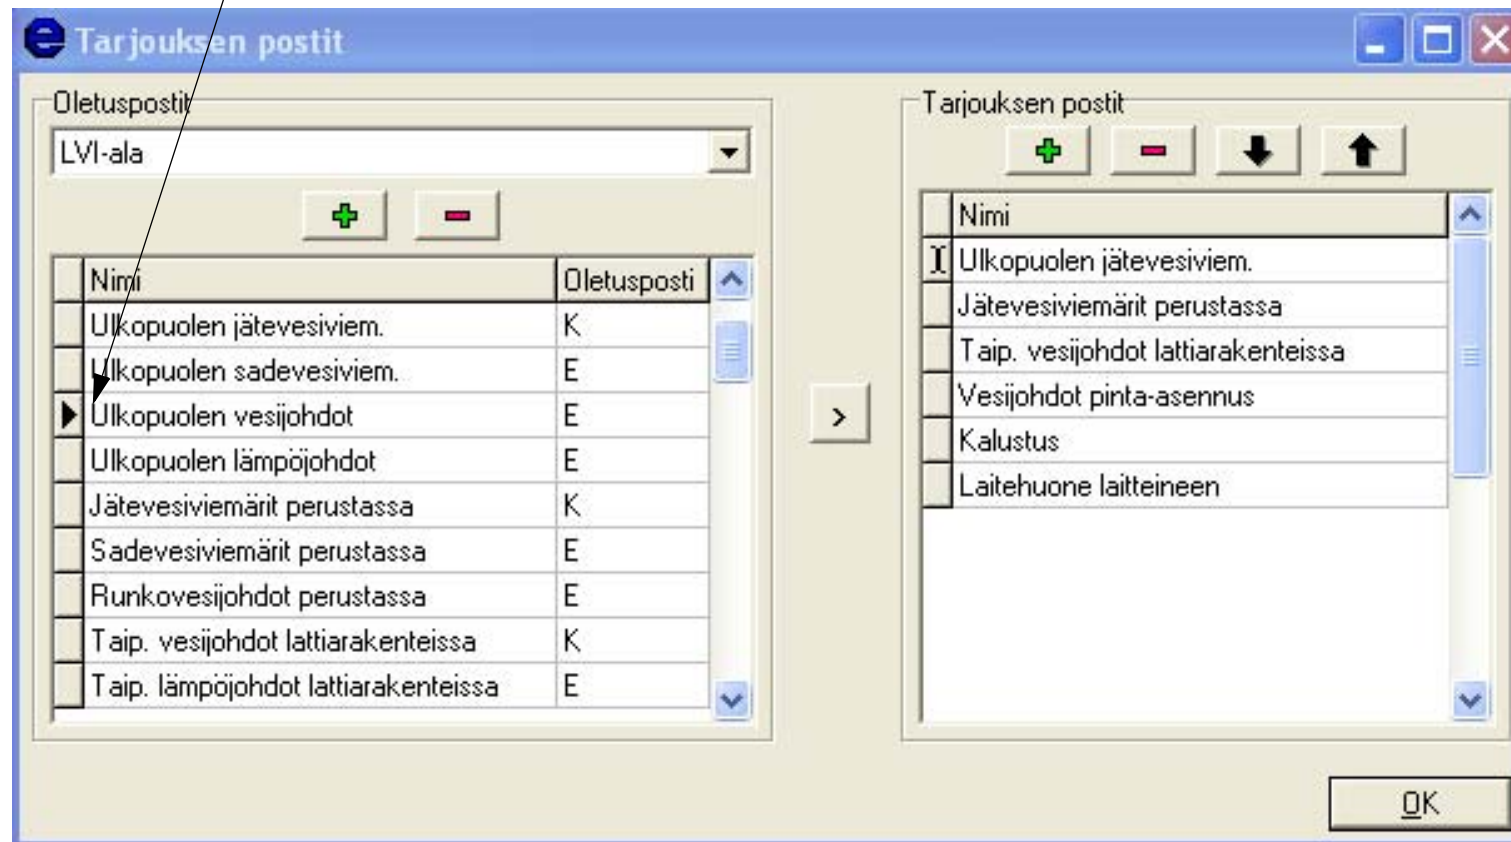 Tarjouksen postit
Oletuspostit
LVI-ala
Nimi Oletusposti
Ulkopuolen jätevesiviem. K
Ulkopuolen sadevesiviem. E
Ulkopuolen vesijohdot E
Ulkopuolen lämpöjohdot E
Jätevesiviemärit perustassa K
Sadevesiviemärit perustassa E
Runkovesijohdot perustassa E
Taip. vesijohdot lattiarakenteissa K
Taip. lämpöjohdot lattiarakenteissa E
>
Tarjouksen postit
Nimi
Ulkopuolen jätevesiviem.
Jätevesiviemärit perustassa
Taip. vesijohdot lattiarakenteissa
Vesijohdot pinta-asennus
Kalustus
Laitehuone laitteineen
OK